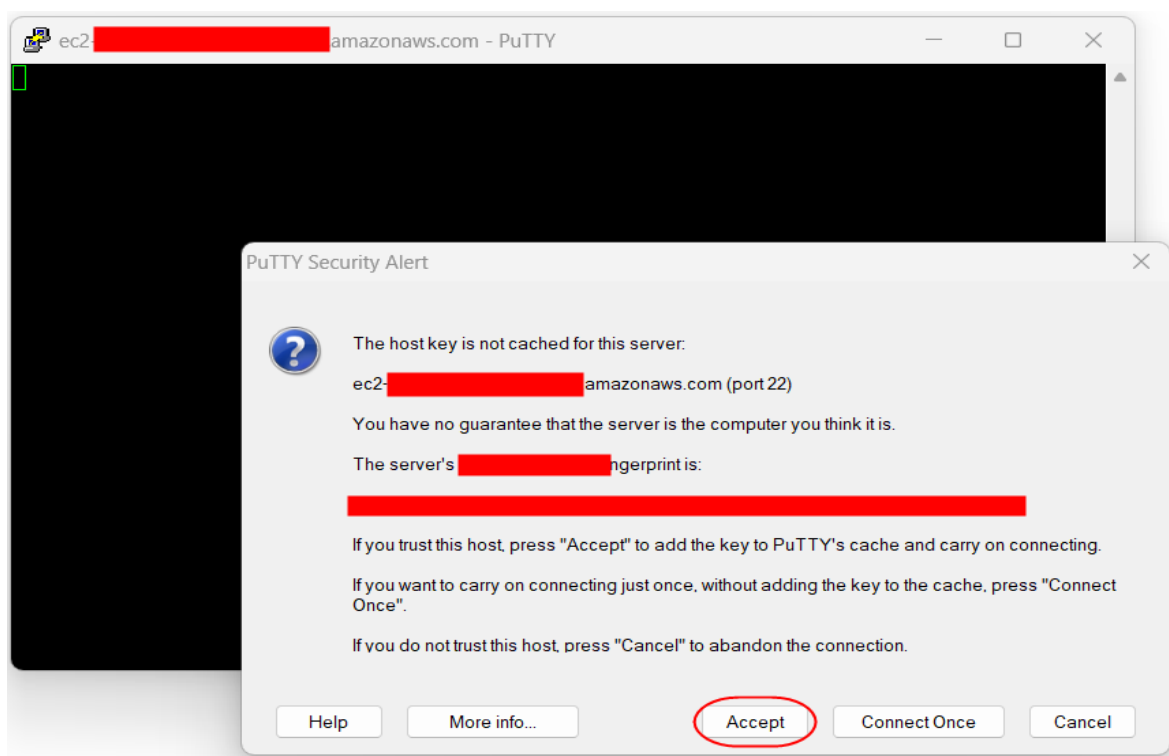 ec2- amazonaws.com - PuTTY
PuTTY Security Alert
The host key is not cached for this server:
ec2- amazonaws.com (port 22)
You have no guarantee that the server is the computer you think it is.
The server's ngerprint is:
If you trust this host, press "Accept" to add the key to PuTTY's cache and carry on connecting.
If you want to carry on connecting just once, without adding the key to the cache, press "Connect
Once".
If you do not trust this host, press "Cancel" to abandon the connection.
Help More info... Accept Connect Once Cancel